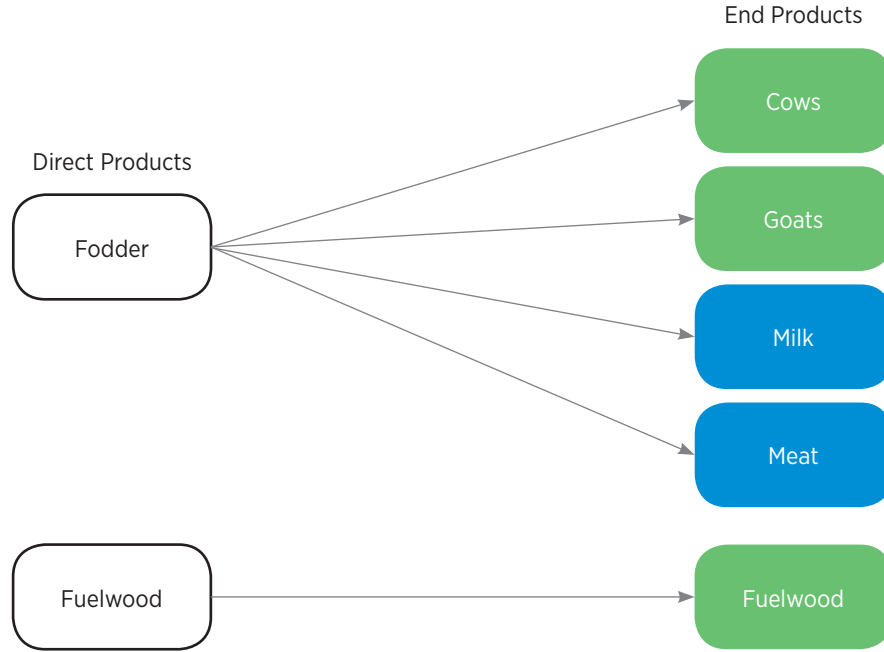 End Products
Cows
Direct Products
Goats
Fodder
Milk
Meat
Fuelwood
Fuelwood